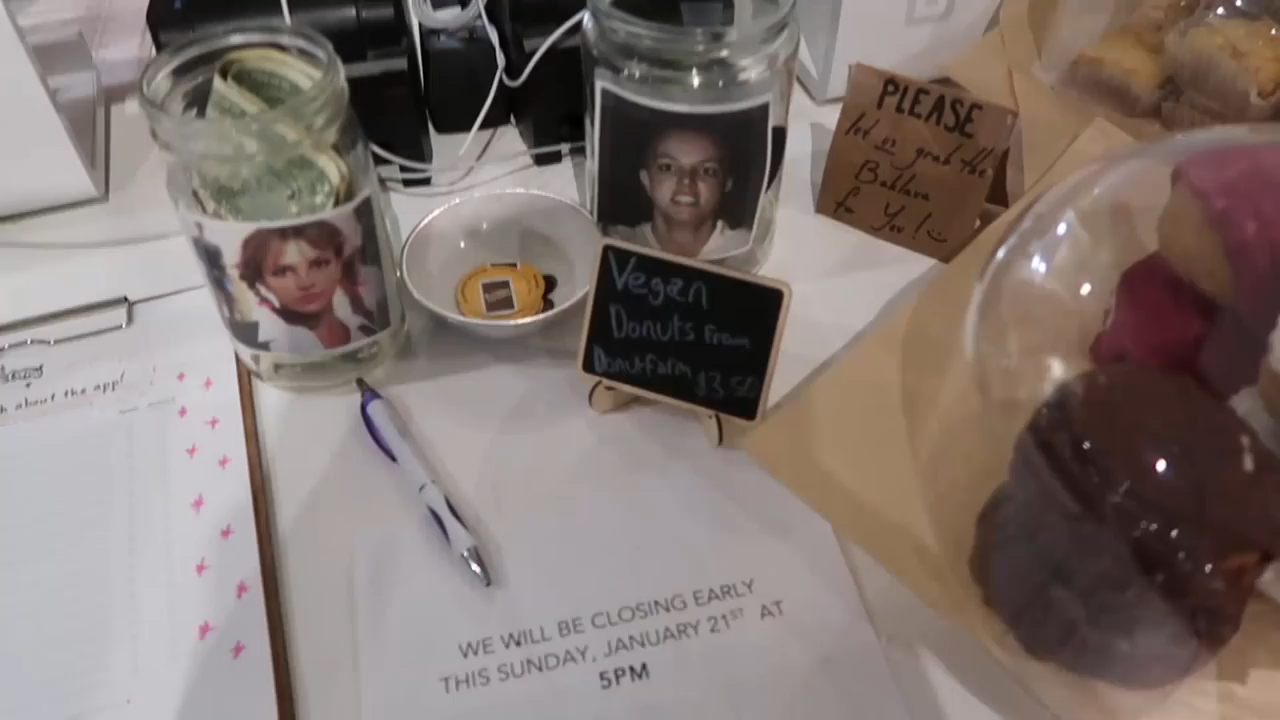 PLEASE
let us grab the
Baklava
for You!
Vegan
Donuts From
Donutfarm $3.50
about the app!
WE WILL BE CLOSING EARLY
THIS SUNDAY, JANUARY 21ST AT
5PM